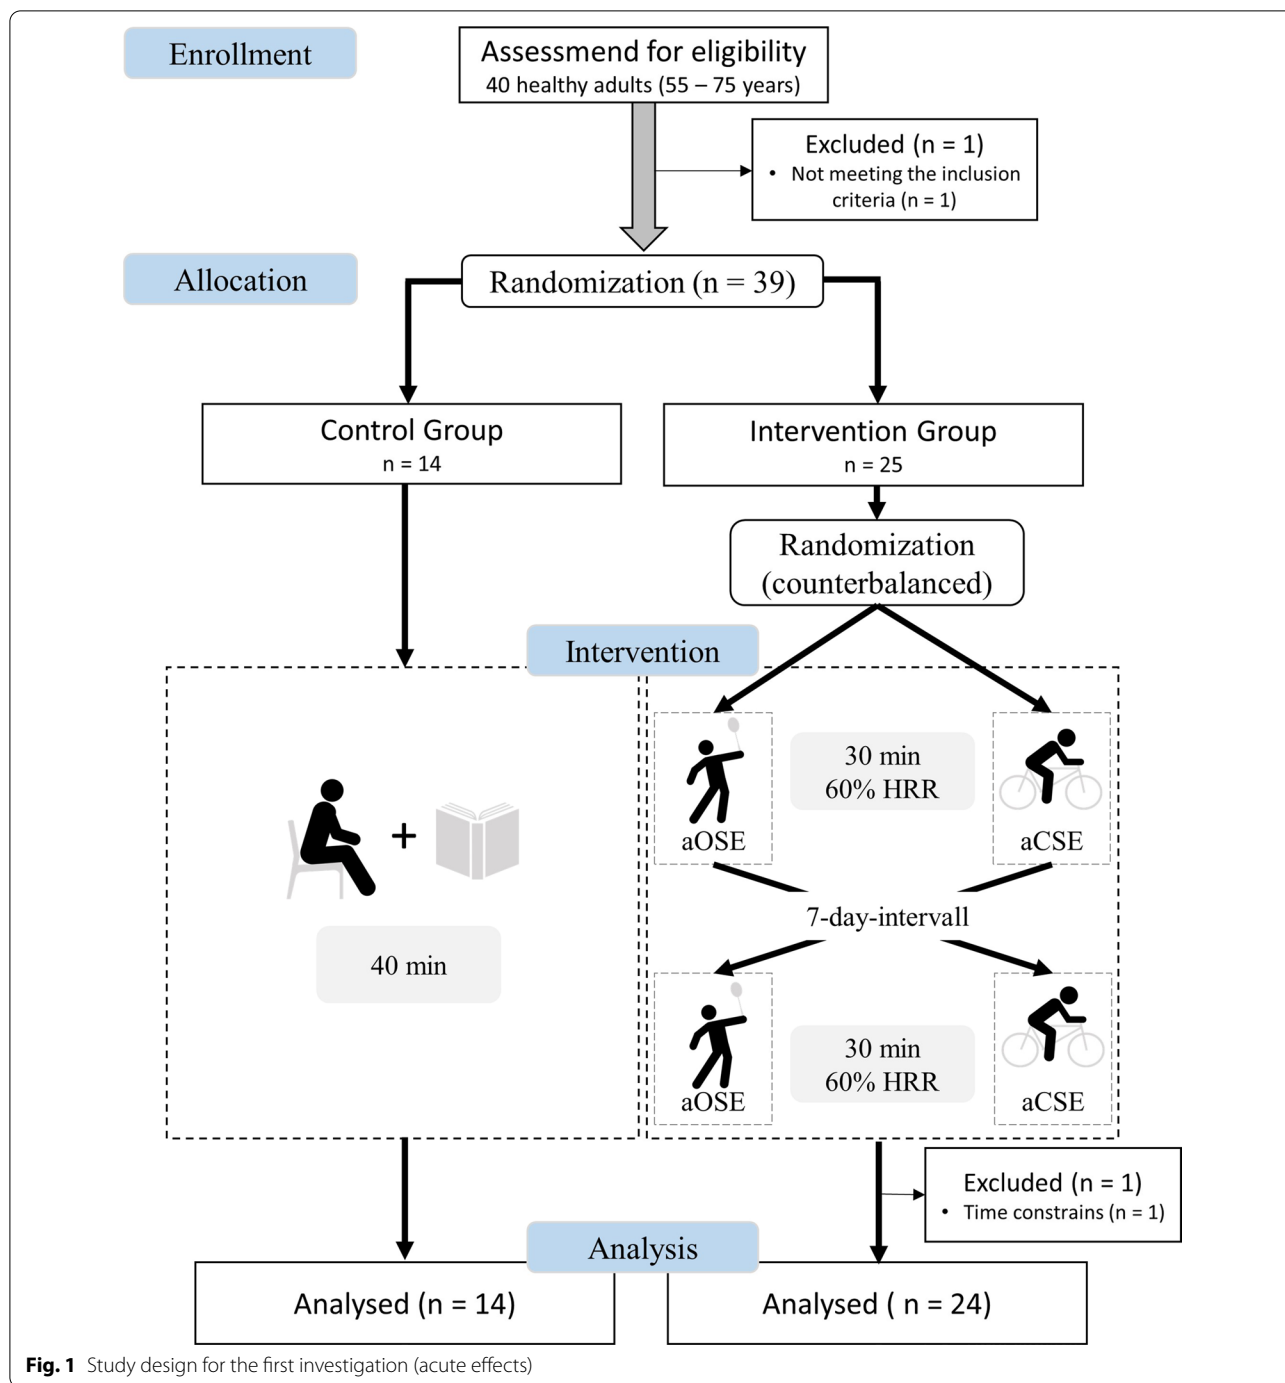 Enrollment
Assessmend for eligibility
40 healthy adults (55 – 75 years)
Excluded (n = 1)
• Not meeting the inclusion
criteria (n = 1)
Allocation
Randomization (n = 39)
Control Group
n = 14
Intervention Group
n = 25
Randomization
(counterbalanced)
Intervention
+
40 min
30 min
60% HRR
aOSE
aCSE
7-day-intervall
30 min
60% HRR
aOSE
aCSE
Excluded (n = 1)
• Time constrains (n = 1)
Analysis
Analysed (n = 14)
Analysed ( n = 24)
Fig. 1 Study design for the first investigation (acute effects)